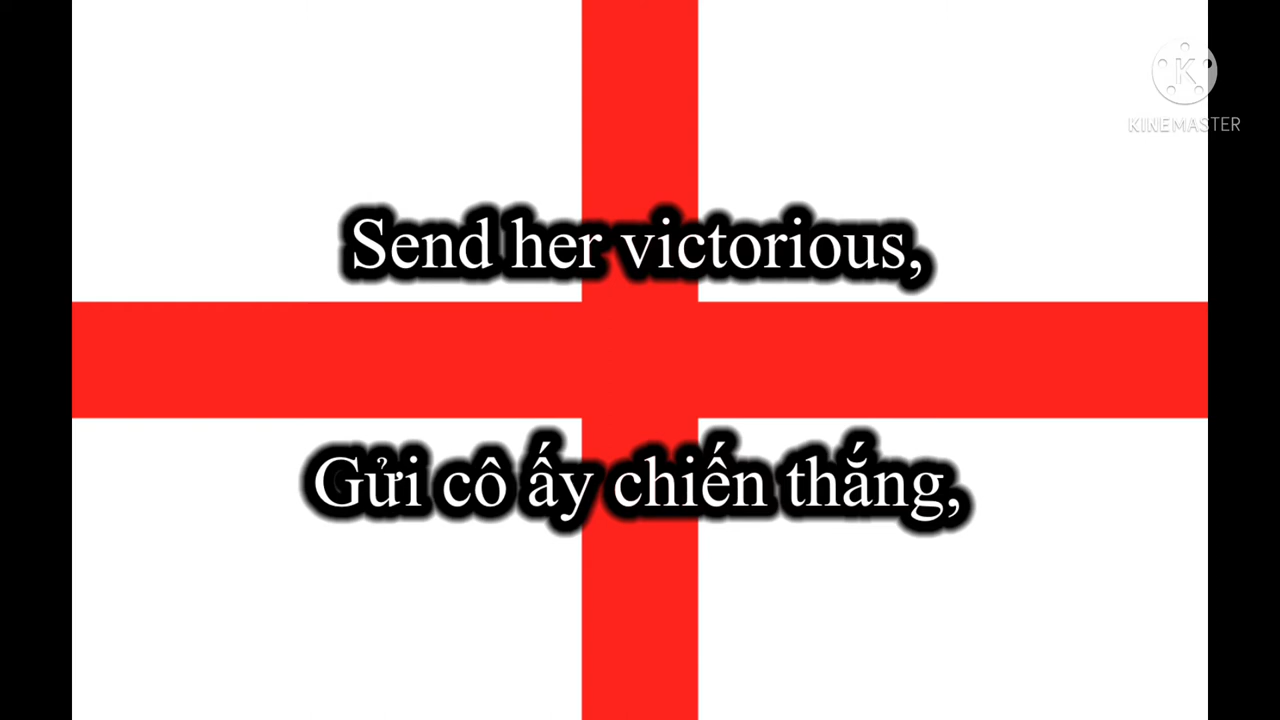 K
KINEMASTER
Send her victorious,
Gửi cô ấy chiến thắng,